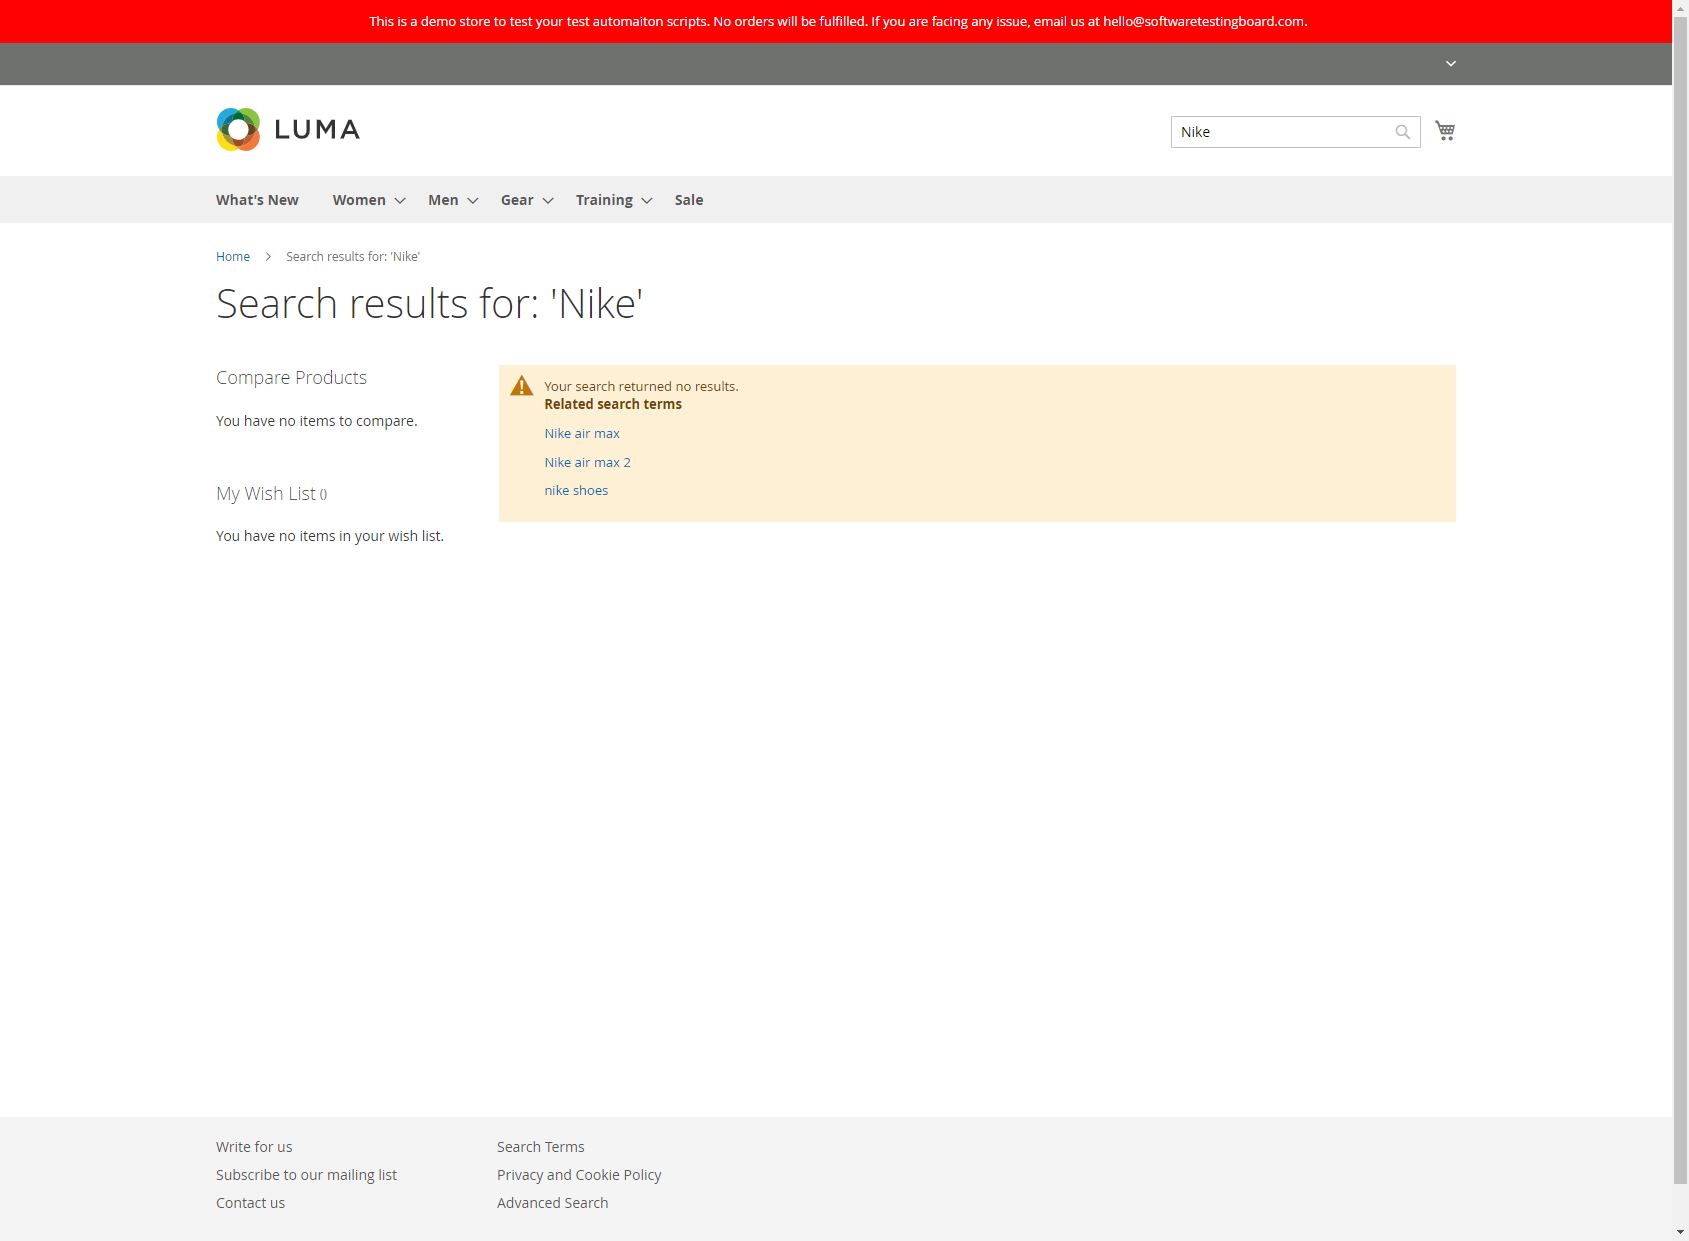 This is a demo store to test your test automaiton scripts. No orders will be fulfilled. If you are facing any issue, email us at hello@softwaretestingboard.com.
LUMA
Nike
What's New Women Men Gear Training Sale
Home Search results for: 'Nike'
Search results for: 'Nike'
Compare Products
You have no items to compare.
My Wish List ()
You have no items in your wish list.
Your search returned no results.
Related search terms
Nike air max
Nike air max 2
nike shoes
Write for us
Subscribe to our mailing list
Contact us
Search Terms
Privacy and Cookie Policy
Advanced Search